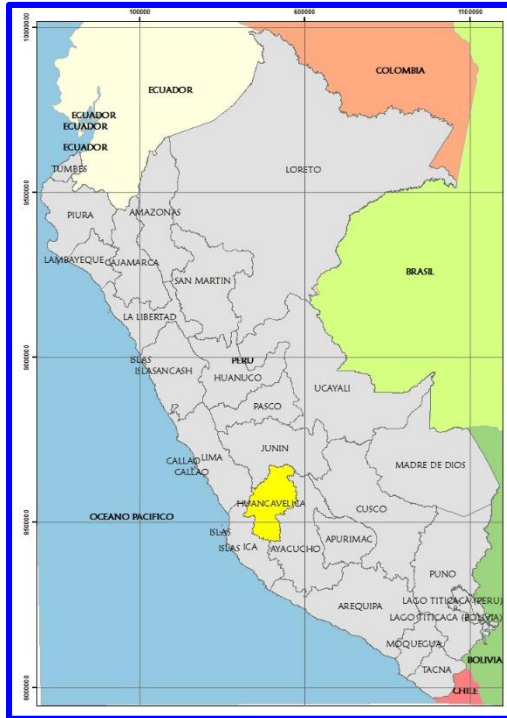 100000 600000 1100000
10000000
COLOMBIA
ECUADOR
ECUADOR
ECUADOR
ECUADOR
LORETO
TUMBES
9500000
PIURA
AMAZONAS
LAMBAYEQUE
CAJAMARCA
BRASIL
SAN MARTIN
LA LIBERTAD
9000000
ISLAS
PERU
ISLAS
ANCASH
HUANUCO
UCAYALI
PASCO
JUNIN
LIMA
CALLAO
CALLAO
MADRE DE DIOS
HUANCAVELICA
CUSCO
OCEANO PACIFICO
8500000
ISLAS
APURIMAC
ISLAS
ICA
AYACUCHO
PUNO
LAGO TITICACA (PERU)
AREQUIPA
LAGO TITICACA (BOLIVIA)
MOQUEGUA
BOLIVIA
TACNA
8000000
CHILE